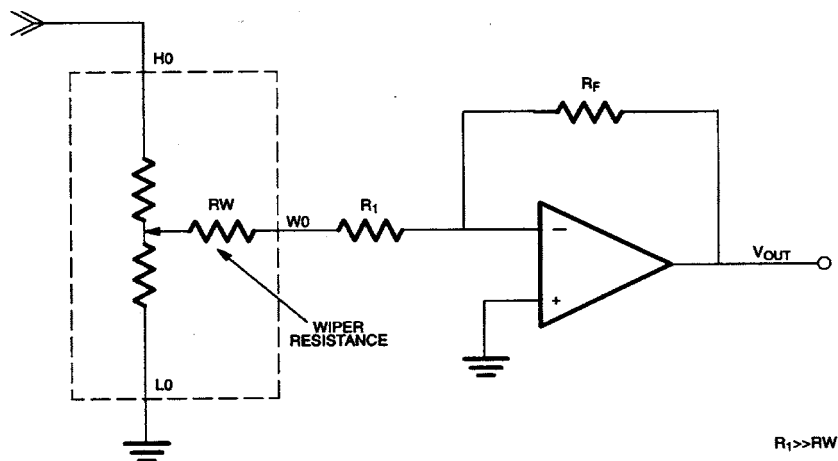 H0
RF
RW
W0
R1
−
+
VOUT
WIPER
RESISTANCE
L0
R1>>RW